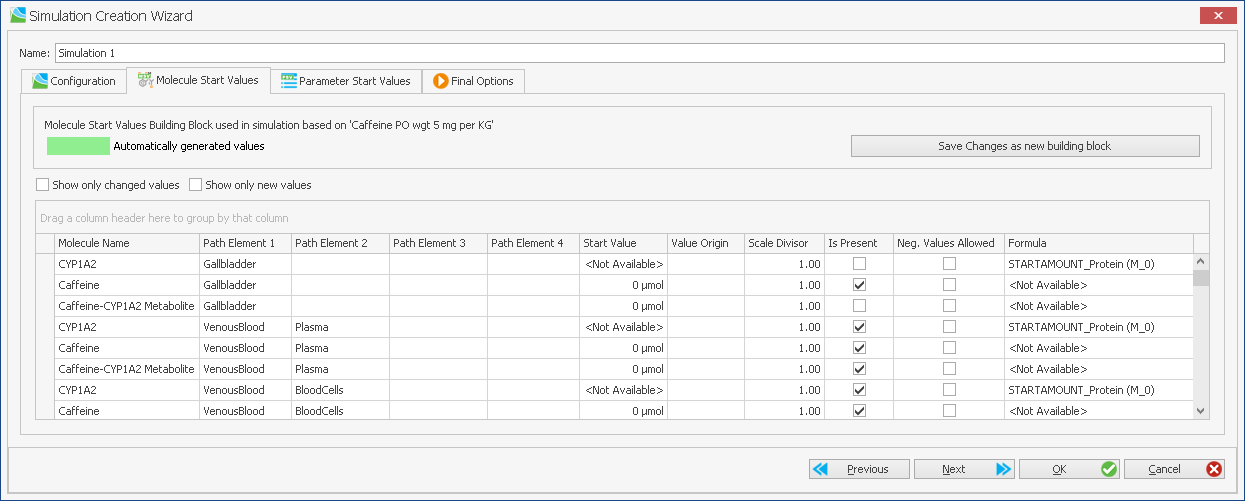 Simulation Creation Wizard
Name: Simulation 1
Configuration Molecule Start Values Parameter Start Values Final Options
Molecule Start Values Building Block used in simulation based on 'Caffeine PO wgt 5 mg per KG'
Automatically generated values Save Changes as new building block
Show only changed values Show only new values
Drag a column header here to group by that column
Molecule Name Path Element 1 Path Element 2 Path Element 3 Path Element 4 Start Value Value Origin Scale Divisor Is Present Neg. Values Allowed Formula
CYP1A2 Gallbladder <Not Available> 1.00 STARTAMOUNT_Protein (M_0)
Caffeine Gallbladder 0 µmol 1.00 <Not Available>
Caffeine-CYP1A2 Metabolite Gallbladder 0 µmol 1.00 <Not Available>
CYP1A2 VenousBlood Plasma <Not Available> 1.00 STARTAMOUNT_Protein (M_0)
Caffeine VenousBlood Plasma 0 µmol 1.00 <Not Available>
Caffeine-CYP1A2 Metabolite VenousBlood Plasma 0 µmol 1.00 <Not Available>
CYP1A2 VenousBlood BloodCells <Not Available> 1.00 STARTAMOUNT_Protein (M_0)
Caffeine VenousBlood BloodCells 0 µmol 1.00 <Not Available>
Previous Next OK Cancel